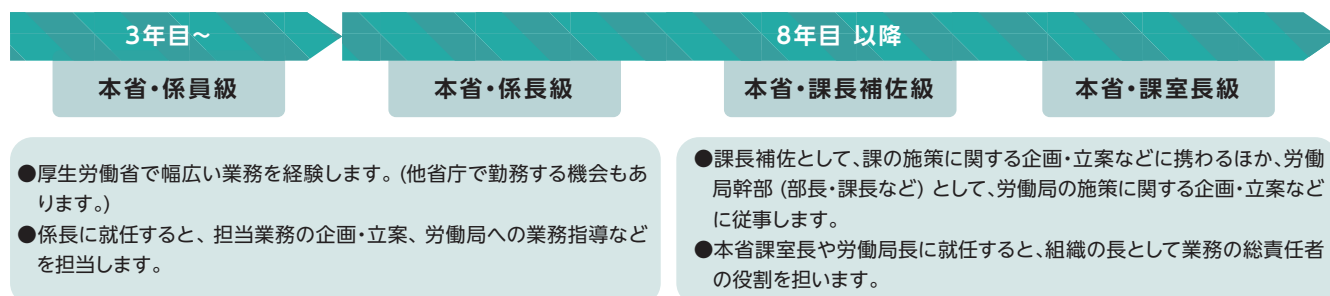 3年目~
8年目 以降
本省・係員級
本省・係長級
本省・課長補佐級
本省・課室長級
●厚生労働省で幅広い業務を経験します。(他省庁で勤務する機会もあ
ります。)
●係長に就任すると、担当業務の企画・立案、労働局への業務指導など
を担当します。
●課長補佐として、課の施策に関する企画・立案などに携わるほか、労働
局幹部 (部長・課長など) として、労働局の施策に関する企画・立案など
に従事します。
●本省課室長や労働局長に就任すると、組織の長として業務の総責任者
の役割を担います。